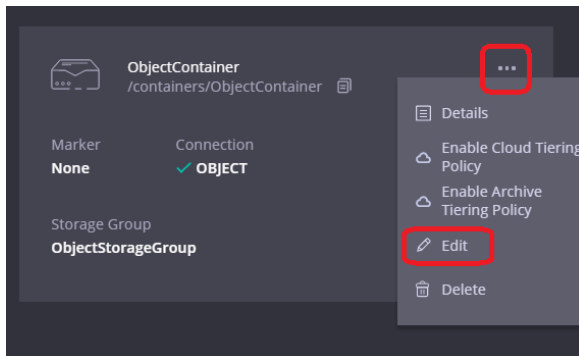 ObjectContainer
/containers/ObjectContainer
Details
Enable Cloud Tiering
Policy
Enable Archive
Tiering Policy
Edit
Delete
Marker
Connection
None
OBJECT
Storage Group
ObjectStorageGroup